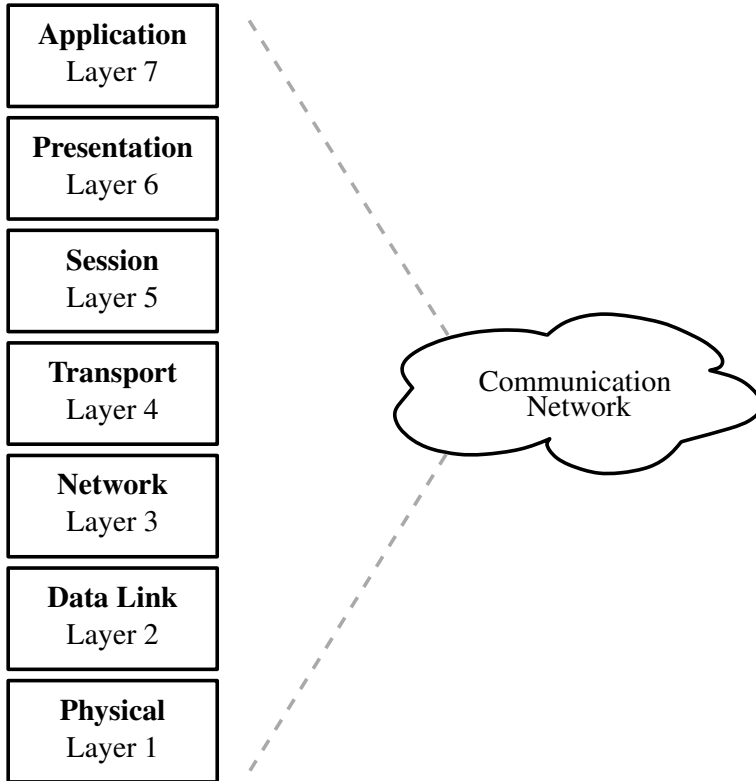 Application
Layer 7
Presentation
Layer 6
Session
Layer 5
Transport
Layer 4
Network
Layer 3
Data Link
Layer 2
Physical
Layer 1
Communication
Network